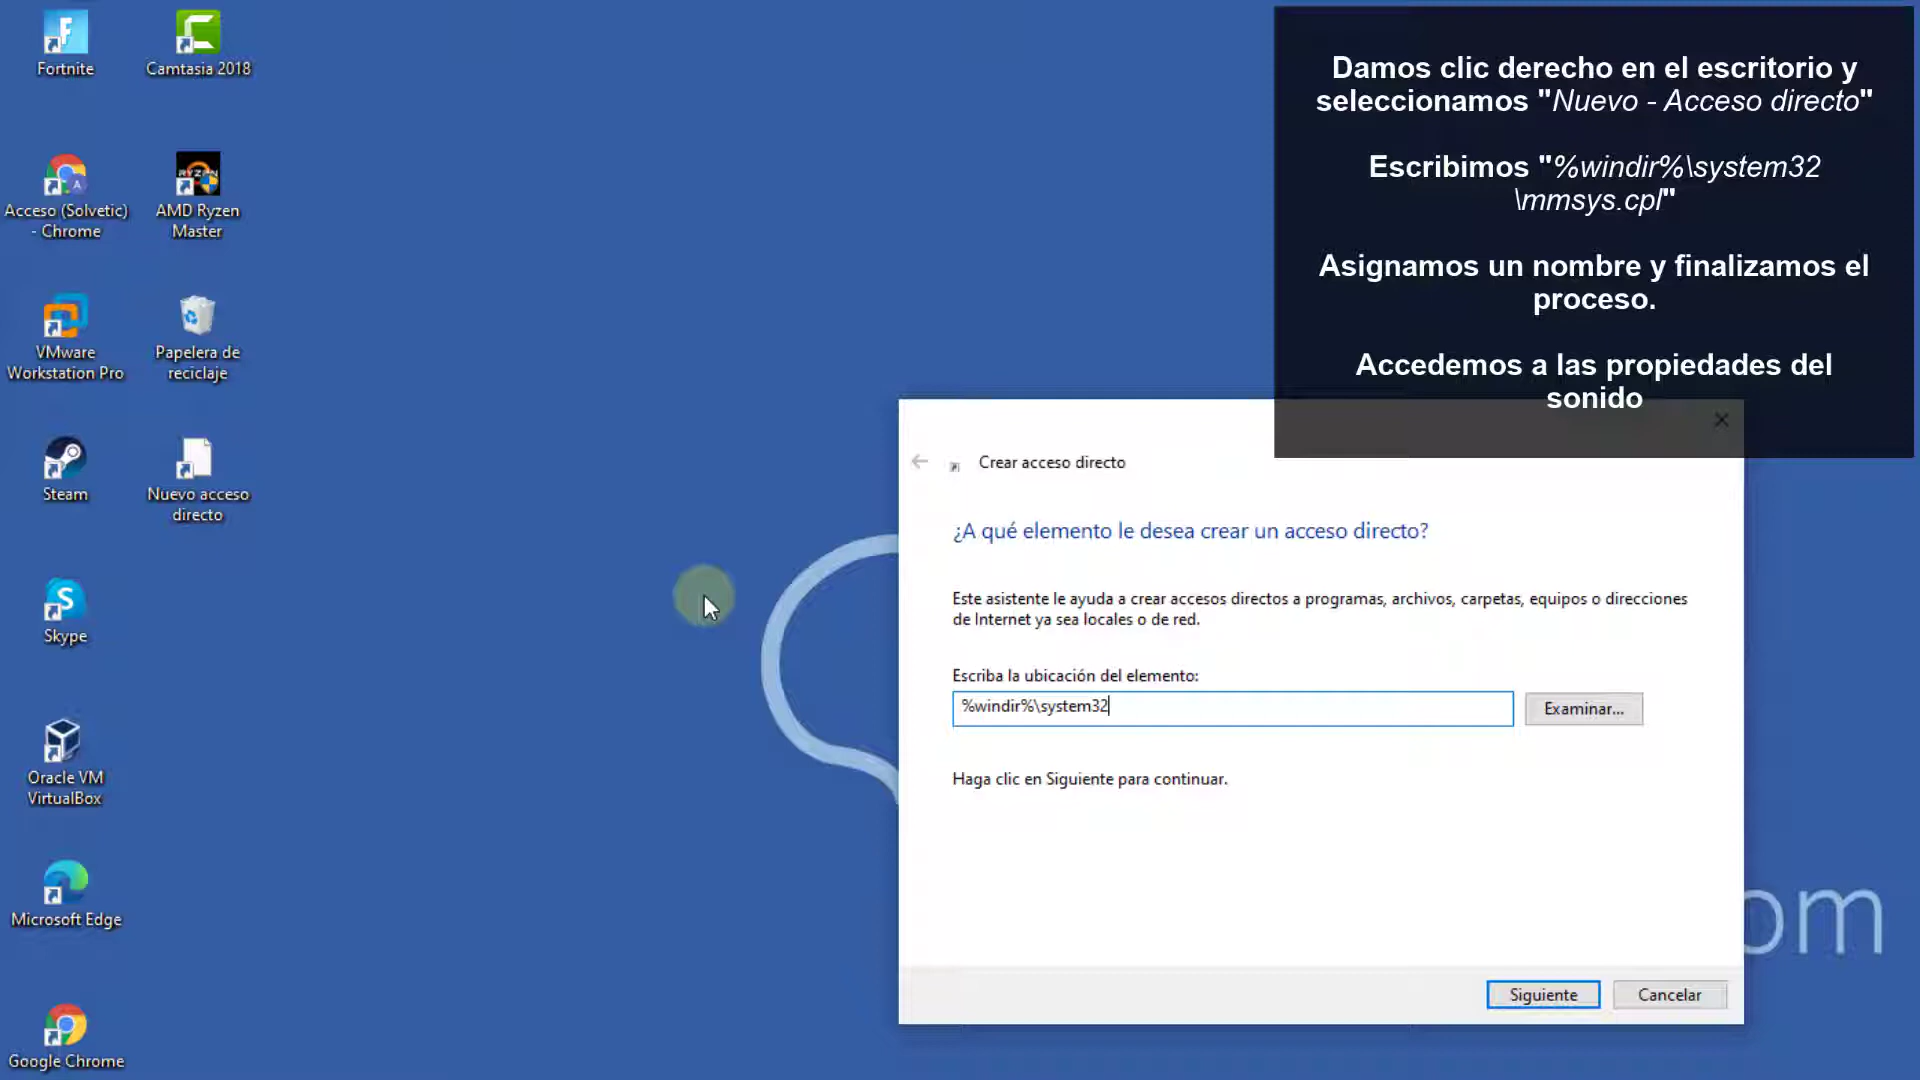 Fortnite
Camtasia 2018
Acceso (Solvetic)
- Chrome
AMD Ryzen
Master
VMware
Workstation Pro
Papelera de
reciclaje
Steam
Nuevo acceso
directo
Skype
Oracle VM
VirtualBox
Microsoft Edge
Google Chrome
Damos clic derecho en el escritorio y
seleccionamos "Nuevo - Acceso directo"
Escribimos "%windir%\system32
\mmsys.cpl"
Asignamos un nombre y finalizamos el
proceso.
Accedemos a las propiedades del
sonido
Crear acceso directo
¿A qué elemento le desea crear un acceso directo?
Este asistente le ayuda a crear accesos directos a programas, archivos, carpetas, equipos o direcciones
de Internet ya sea locales o de red.
Escriba la ubicación del elemento:
%windir%\system32
Examinar...
Haga clic en Siguiente para continuar.
Siguiente
Cancelar
om